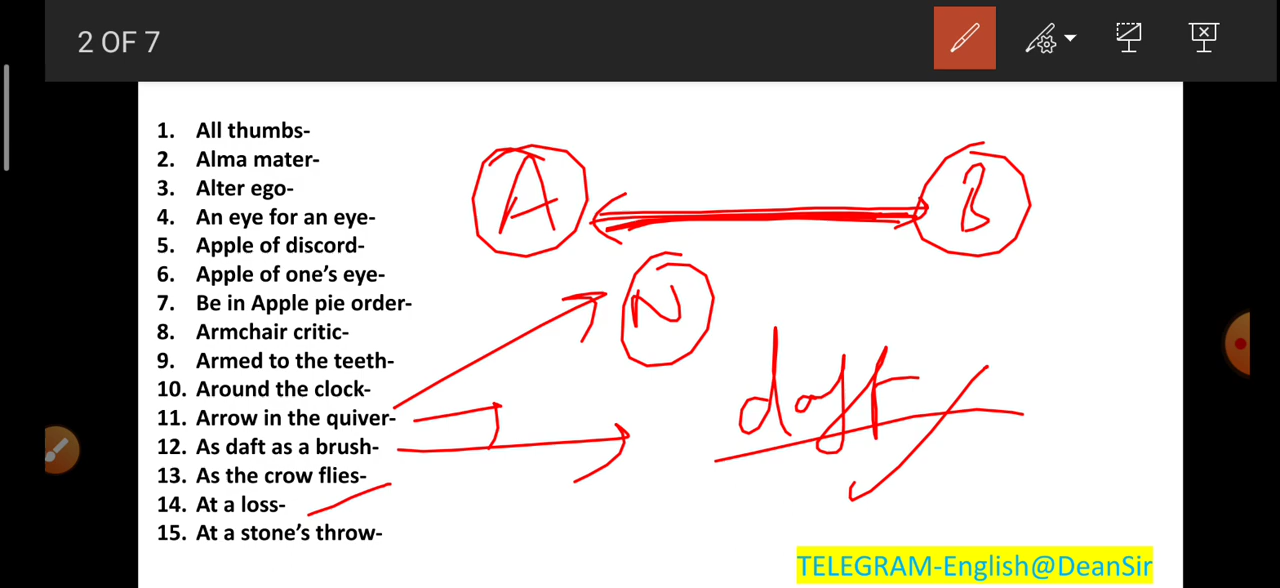 2 OF 7
1. All thumbs-
2. Alma mater-
3. Alter ego-
4. An eye for an eye-
5. Apple of discord-
6. Apple of one’s eye-
7. Be in Apple pie order-
8. Armchair critic-
9. Armed to the teeth-
10. Around the clock-
11. Arrow in the quiver-
12. As daft as a brush-
13. As the crow flies-
14. At a loss-
15. At a stone’s throw-
A
B
N
daft
TELEGRAM-English@DeanSir